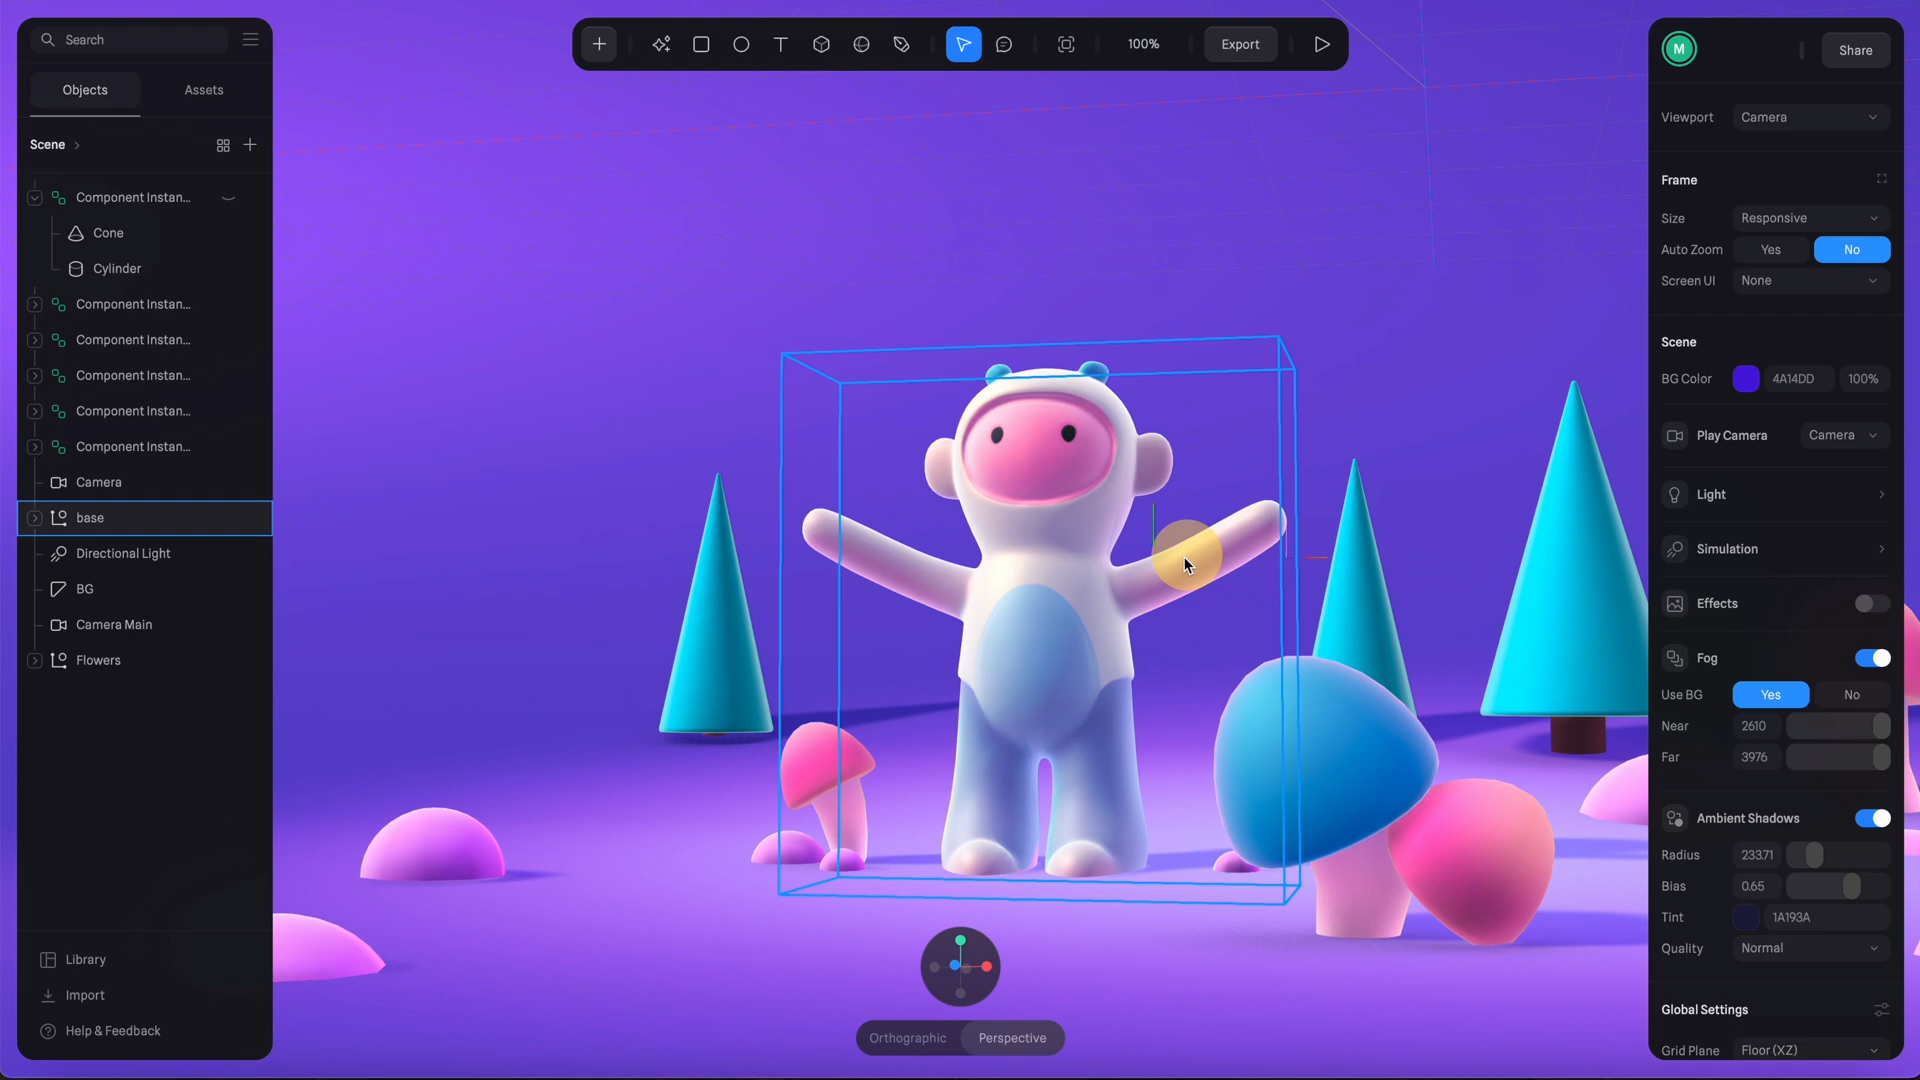 Search
Objects
Assets
Scene
Component Instan...
Cone
Cylinder
Component Instan...
Component Instan...
Component Instan...
Component Instan...
Component Instan...
Camera
base
Directional Light
BG
Camera Main
Flowers
Library
Import
Help & Feedback
100%
Export
Orthographic
Perspective
M
Share
Viewport Camera
Frame
Size Responsive
Auto Zoom Yes No
Screen UI None
Scene
BG Color 4A14DD 100%
Play Camera Camera
Light
Simulation
Effects
Fog
Use BG Yes No
Near 2610
Far 3976
Ambient Shadows
Radius 233.71
Bias 0.65
Tint 1A193A
Quality Normal
Global Settings
Grid Plane Floor (XZ)